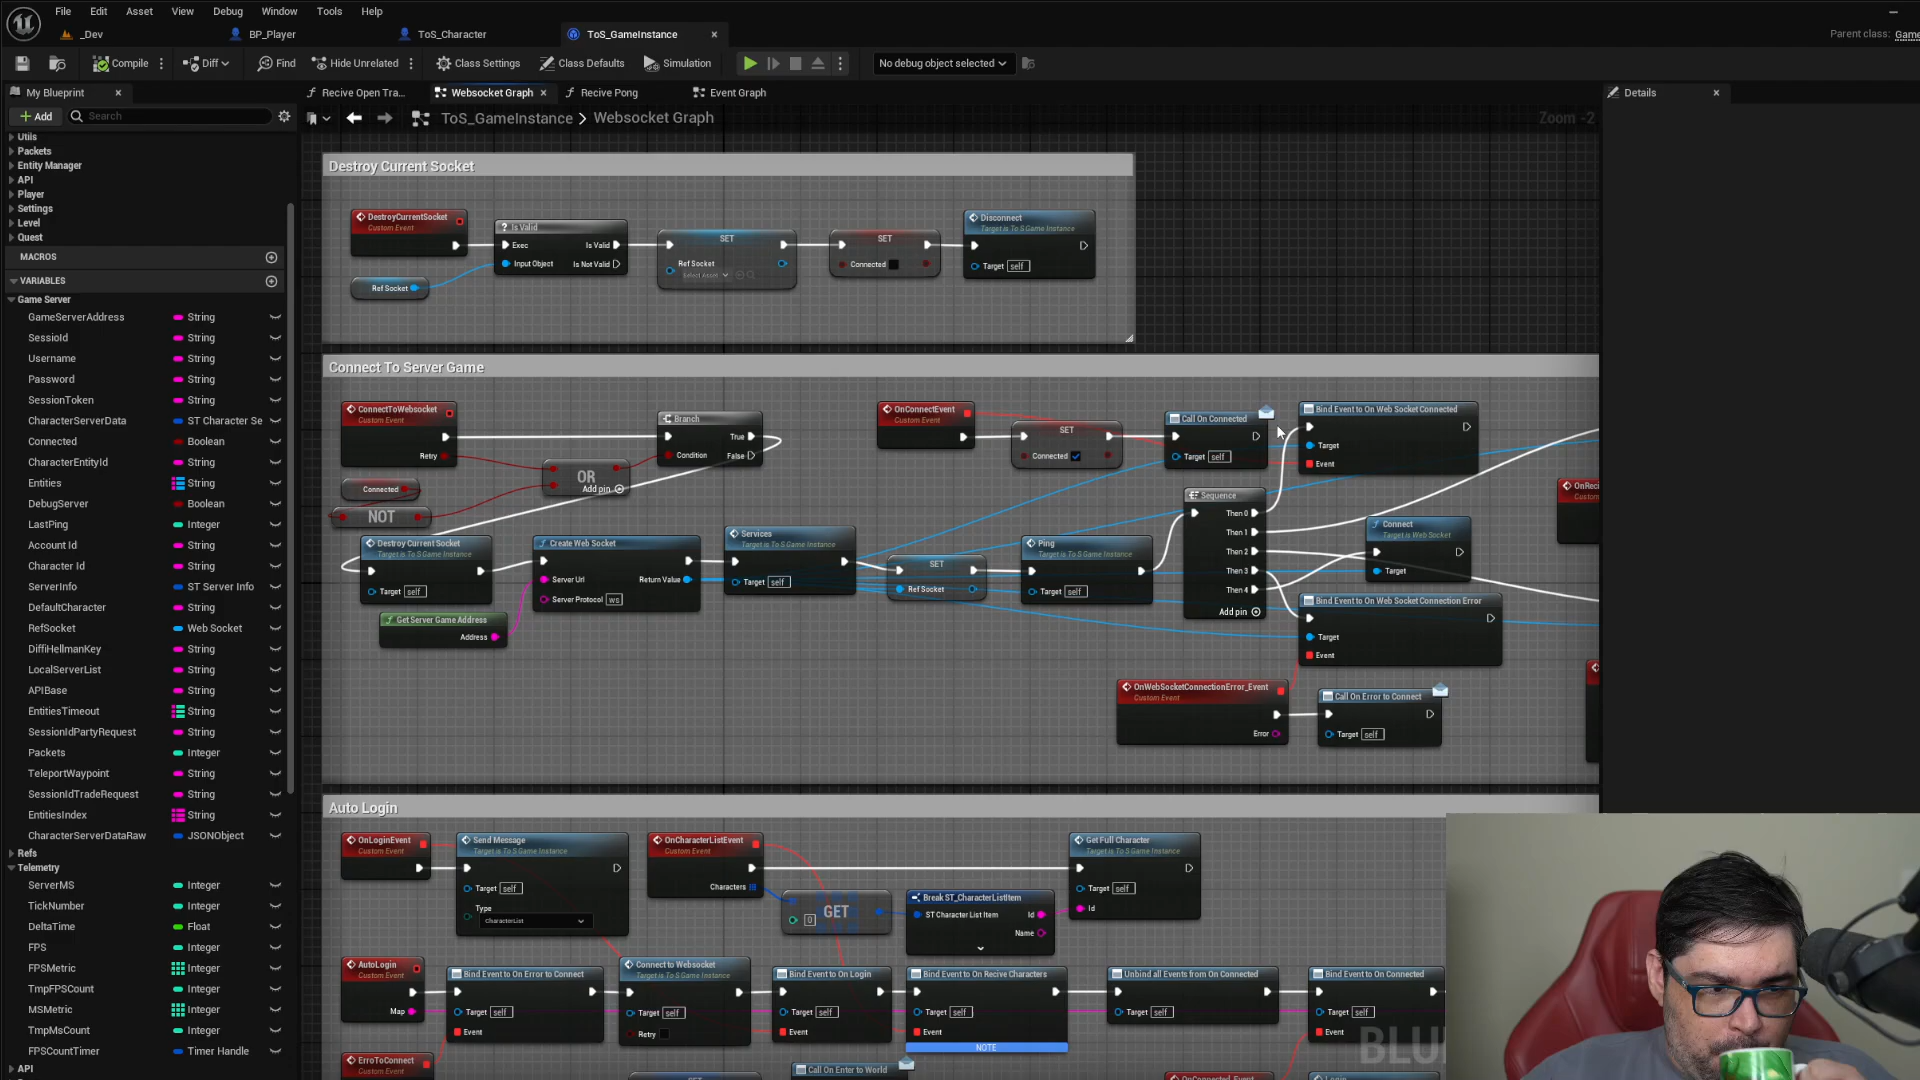 File Edit Asset View Debug Window Tools Help
_Dev BP_Player ToS_Character ToS_GameInstance Parent class: Game
Compile Diff Find Hide Unrelated Class Settings Class Defaults Simulation No debug object selected
My Blueprint Recive Open Tra... Websocket Graph Recive Pong Event Graph Details
Add Search ToS_GameInstance > Websocket Graph Zoom -2
Utils
Packets
Entity Manager
API
Player
Settings
Level
Quest
MACROS
VARIABLES
Game Server
GameServerAddress String
SessionId String
Username String
Password String
SessionToken String
CharacterServerData ST Character Se
Connected Boolean
CharacterEntityId String
Entities String
DebugServer Boolean
LastPing Integer
Account Id String
Character Id String
ServerInfo ST Server Info
DefaultCharacter String
RefSocket Web Socket
DiffiHellmanKey String
LocalServerList String
APIBase String
EntitiesTimeout String
SessionIdPartyRequest String
Packets Integer
TeleportWaypoint String
SessionIdTradeRequest String
EntitiesIndex String
CharacterServerDataRaw JSONObject
Refs
Telemetry
ServerMS Integer
TickNumber Integer
DeltaTime Float
FPS Integer
FPSMetric Integer
TmpFPSCount Integer
MSMetric Integer
TmpMsCount Integer
FPSCountTimer Timer Handle
API
Destroy Current Socket
DestroyCurrentSocket
Custom Event
Ref Socket
? Is Valid
Exec Is Valid
Input Object Is Not Valid
SET
Ref Socket
Select Asset
SET
Connected
Disconnect
Target is To S Game Instance
Target self
Connect To Server Game
ConnectToWebsocket
Custom Event
Retry
Connected
NOT
OR
Add pin
Branch
True
Condition False
OnConnectEvent
Custom Event
SET
Connected
Call On Connected
Target self
Bind Event to On Web Socket Connected
Target
Event
Destroy Current Socket
Target is To S Game Instance
Target self
Get Server Game Address
Address
Create Web Socket
Server Url Return Value
Server Protocol ws
Services
Target is To S Game Instance
Target self
SET
Ref Socket
Ping
Target is To S Game Instance
Target self
Sequence
Then 0
Then 1
Then 2
Then 3
Then 4
Add pin
Connect
Target is Web Socket
Target
Bind Event to On Web Socket Connection Error
Target
Event
OnReci
Custom
OnWebSocketConnectionError_Event
Custom Event
Error
Call On Error to Connect
Target self
Auto Login
OnLoginEvent
Custom Event
Send Message
Target is To S Game Instance
Target self
Type
CharacterList
OnCharacterListEvent
Custom Event
Characters
0 GET
Break ST_CharacterListItem
ST Character List Item Id
Name
Get Full Character
Target is To S Game Instance
Target self
Id
AutoLogin
Custom Event
Map
Bind Event to On Error to Connect
Target self
Event
Connect to Websocket
Target is To S Game Instance
Target self
Retry
Bind Event to On Login
Target self
Event
Bind Event to On Recive Characters
Target self
Event
NOTE
Unbind all Events from On Connected
Target self
Bind Event to On Connected
Target self
Event
ErroToConnect
Custom Event
SET
Call On Enter to World
OnConnected_Event
Login
BLU